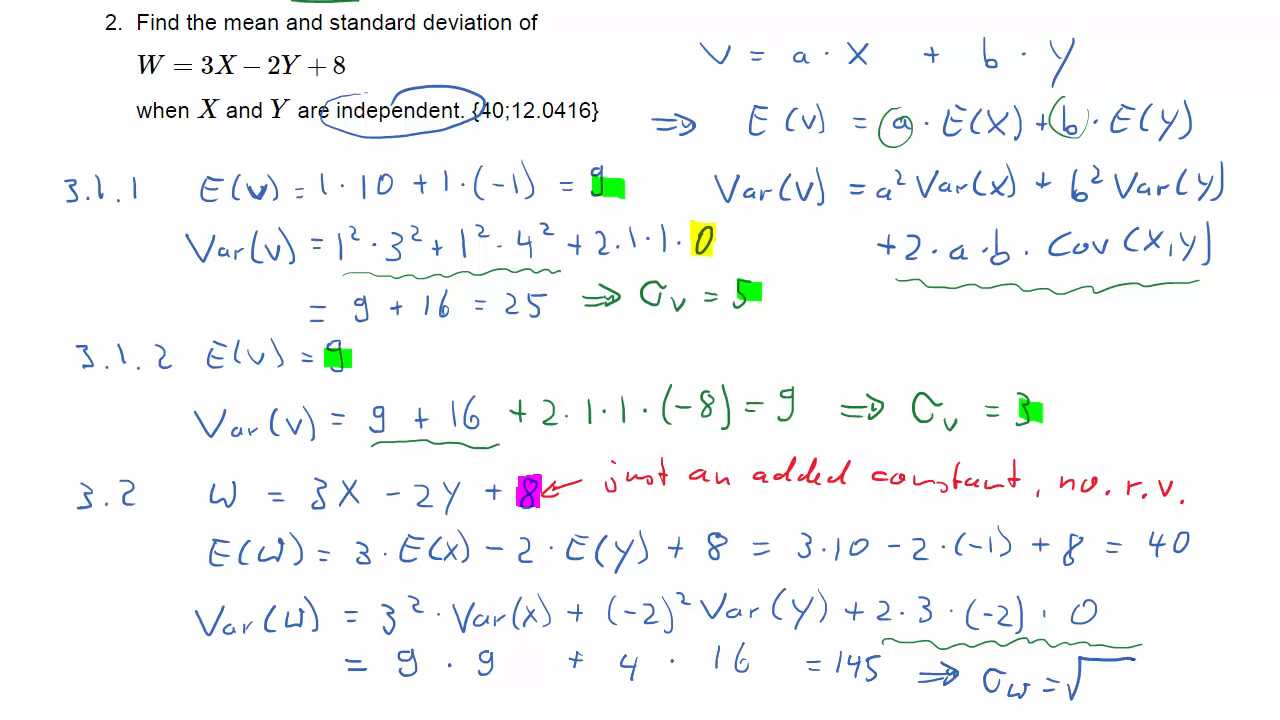 2. Find the mean and standard deviation of
W = 3X − 2Y + 8
when X and Y are independent. {40;12.0416}
V = a · X + b · Y
⇒ E(V) = a · E(X) + b · E(Y)
Var(V) = a² Var(X) + b² Var(Y)
+ 2 · a · b · Cov(X,Y)
3.1.1 E(V) = 1 · 10 + 1 · (-1) = 9
Var(V) = 1² · 3² + 1² · 4² + 2 · 1 · 1 · 0
= 9 + 16 = 25 ⇒ σ_V = 5
3.1.2 E(V) = 9
Var(V) = 9 + 16 + 2 · 1 · 1 · (-8) = 9 ⇒ σ_V = 3
3.2 W = 3X - 2Y + 8 ← just an added constant, no. r.v.
E(W) = 3 · E(X) - 2 · E(Y) + 8 = 3 · 10 - 2 · (-1) + 8 = 40
Var(W) = 3² · Var(X) + (-2)² Var(Y) + 2 · 3 · (-2) · 0
= 9 · 9 + 4 · 16 = 145 ⇒ σ_W = √